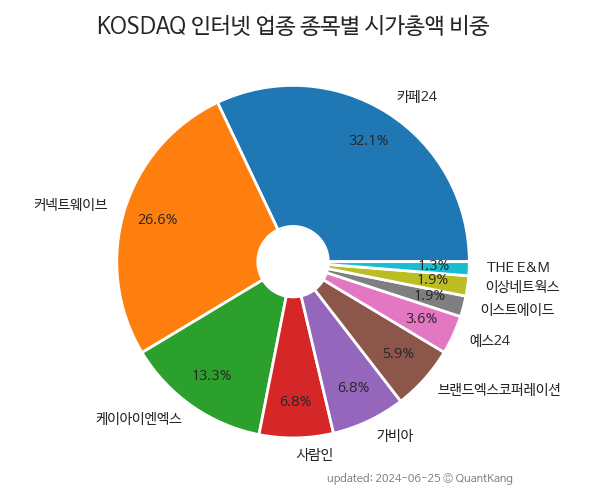 KOSDAQ 인터넷 업종 종목별 시가총액 비중
카페24
32.1%
커넥트웨이브
26.6%
케이아이엔엑스
13.3%
사람인
6.8%
가비아
6.8%
브랜드엑스코퍼레이션
5.9%
예스24
3.6%
이스트에이드
1.9%
이상네트웍스
1.9%
THE E&M
1.3%
updated: 2024-06-25 © QuantKang